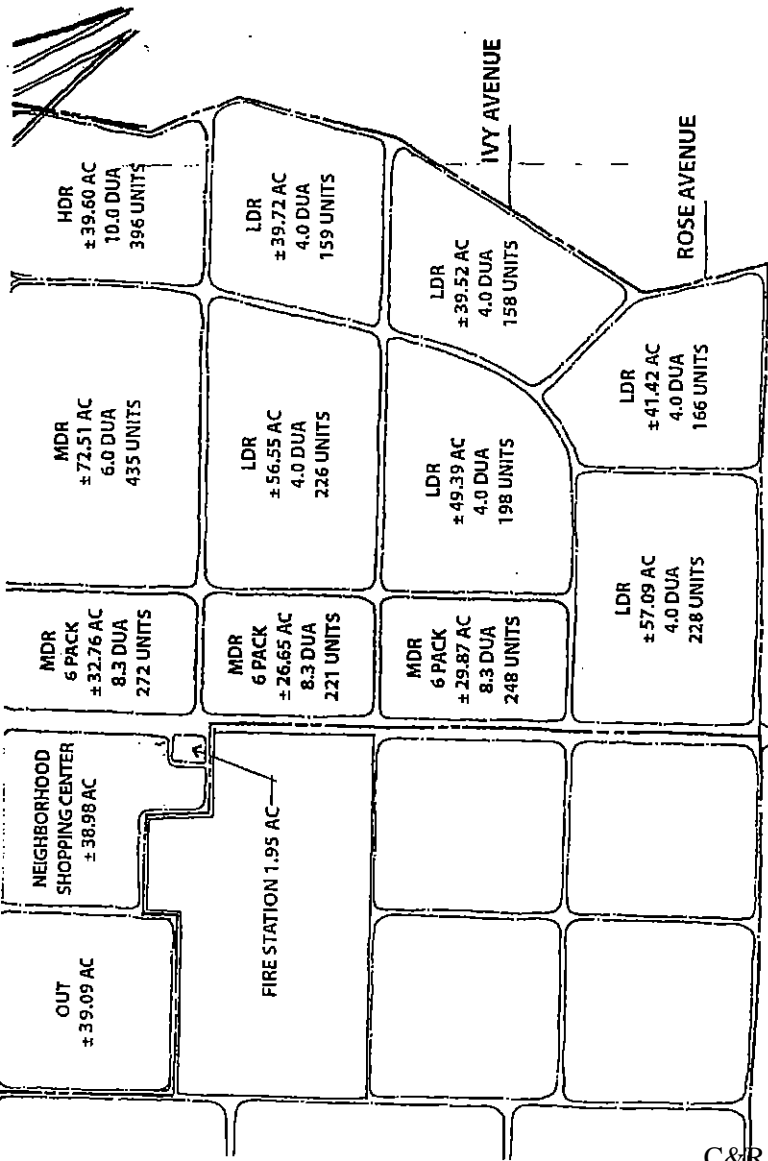 HDR
±39.60 AC
10.0 DUA
396 UNITS
LDR
±39.72 AC
4.0 DUA
159 UNITS
LDR
±39.52 AC
4.0 DUA
158 UNITS
IVY AVENUE
ROSE AVENUE
MDR
±72.51 AC
6.0 DUA
435 UNITS
LDR
±56.55 AC
4.0 DUA
226 UNITS
LDR
±49.39 AC
4.0 DUA
198 UNITS
LDR
±41.42 AC
4.0 DUA
166 UNITS
MDR
6 PACK
±32.76 AC
8.3 DUA
272 UNITS
MDR
6 PACK
±26.65 AC
8.3 DUA
221 UNITS
MDR
6 PACK
±29.87 AC
8.3 DUA
248 UNITS
LDR
±57.09 AC
4.0 DUA
228 UNITS
NEIGHBORHOOD
SHOPPING CENTER
±38.98 AC
FIRE STATION 1.95 AC
OUT
±39.09 AC
C&R